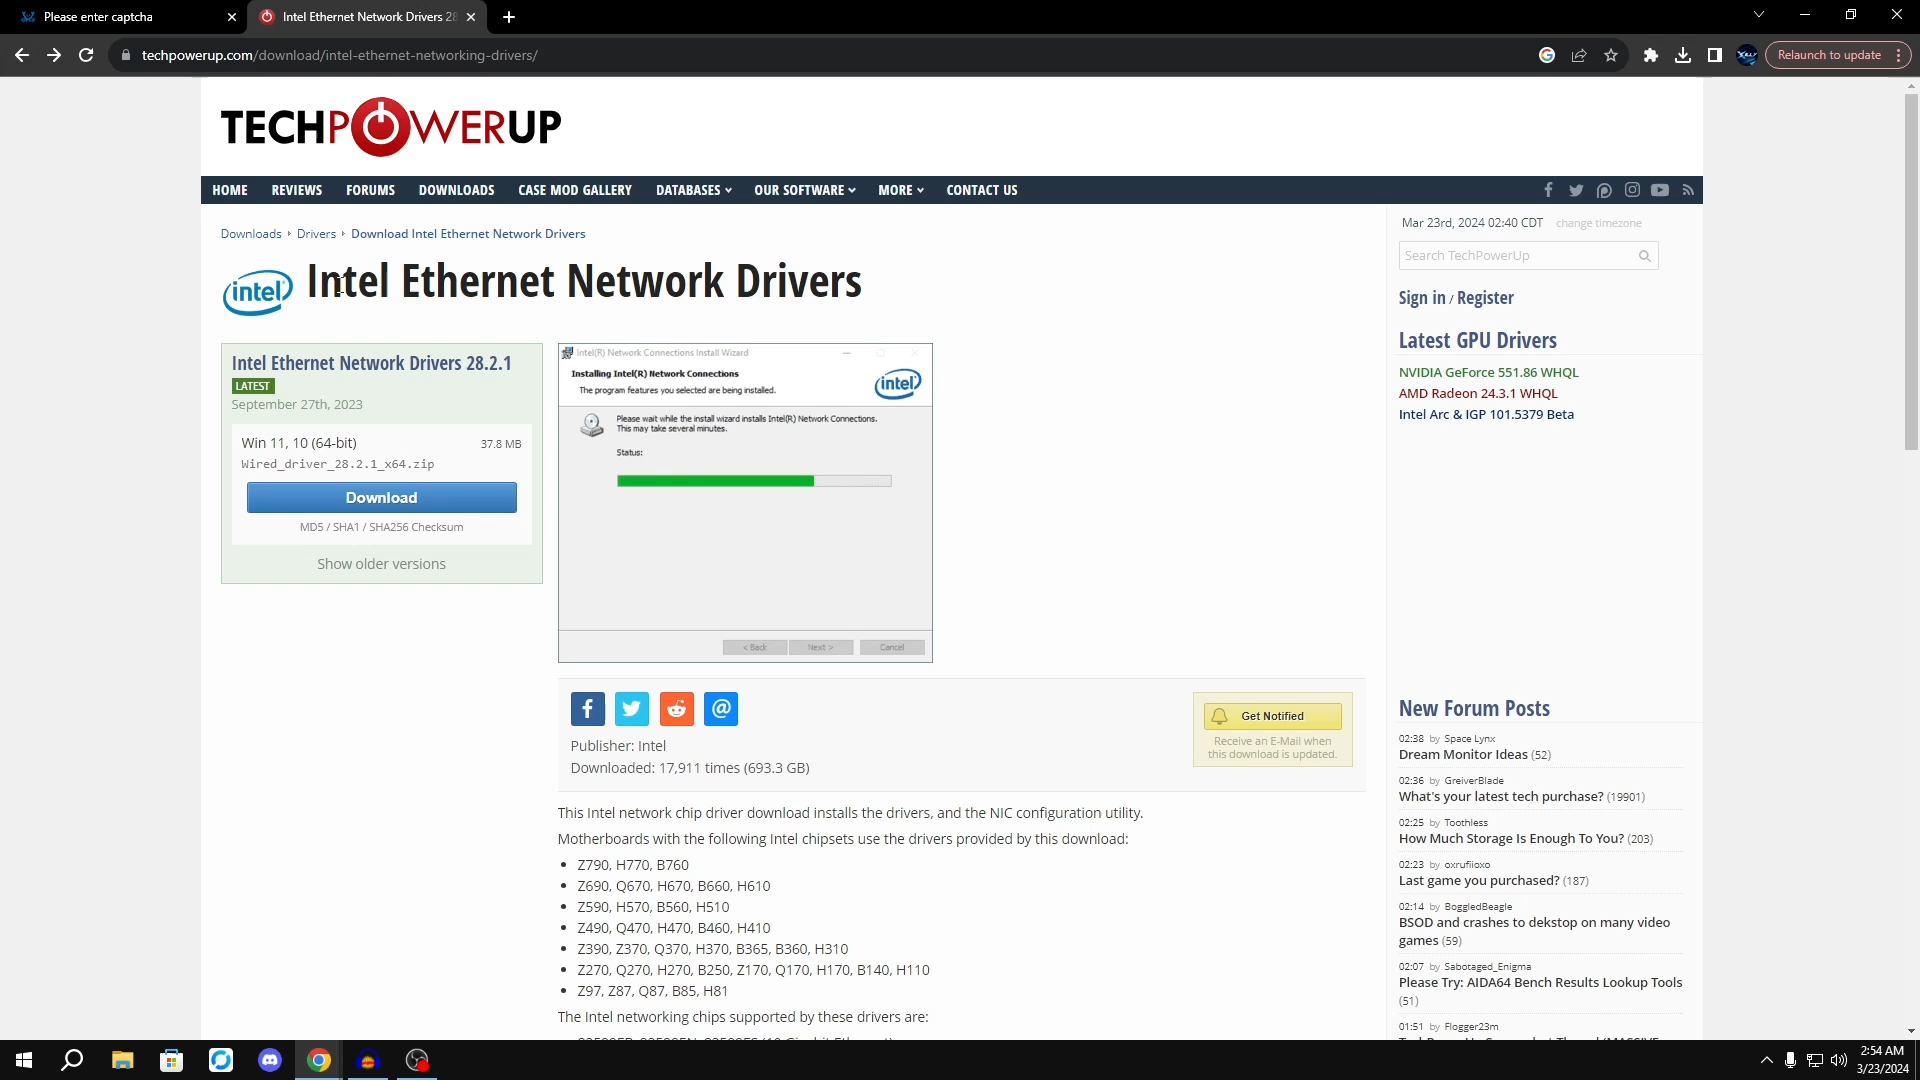 Please enter captcha
Intel Ethernet Network Drivers 28
techpowerup.com/download/intel-ethernet-networking-drivers/
Relaunch to update
TECHPOWERUP
HOME
REVIEWS
FORUMS
DOWNLOADS
CASE MOD GALLERY
DATABASES
OUR SOFTWARE
MORE
CONTACT US
Downloads
Drivers
Download Intel Ethernet Network Drivers
Mar 23rd, 2024 02:40 CDT change timezone
Search TechPowerUp
intel
Intel Ethernet Network Drivers
Sign in / Register
Latest GPU Drivers
NVIDIA GeForce 551.86 WHQL
AMD Radeon 24.3.1 WHQL
Intel Arc & IGP 101.5379 Beta
Intel Ethernet Network Drivers 28.2.1
LATEST
September 27th, 2023
Win 11, 10 (64-bit)
37.8 MB
Wired_driver_28.2.1_x64.zip
Download
MD5 / SHA1 / SHA256 Checksum
Show older versions
Intel(R) Network Connections Install Wizard
Installing Intel(R) Network Connections
The program features you selected are being installed.
intel
Please wait while the install wizard installs Intel(R) Network Connections.
This may take several minutes.
Status:
< Back
Next >
Cancel
Get Notified
Receive an E-Mail when
this download is updated.
Publisher: Intel
Downloaded: 17,911 times (693.3 GB)
This Intel network chip driver download installs the drivers, and the NIC configuration utility.
Motherboards with the following Intel chipsets use the drivers provided by this download:
Z790, H770, B760
Z690, Q670, H670, B660, H610
Z590, H570, B560, H510
Z490, Q470, H470, B460, H410
Z390, Z370, Q370, H370, B365, B360, H310
Z270, Q270, H270, B250, Z170, Q170, H170, B140, H110
Z97, Z87, Q87, B85, H81
The Intel networking chips supported by these drivers are:
New Forum Posts
02:38 by Space Lynx
Dream Monitor Ideas (52)
02:36 by GreiverBlade
What's your latest tech purchase? (19901)
02:25 by Toothless
How Much Storage Is Enough To You? (203)
02:23 by oxrufiioxo
Last game you purchased? (187)
02:14 by BoggledBeagle
BSOD and crashes to dekstop on many video
games (59)
02:07 by Sabotaged_Enigma
Please Try: AIDA64 Bench Results Lookup Tools
(51)
01:51 by Flogger23m
2:54 AM
3/23/2024